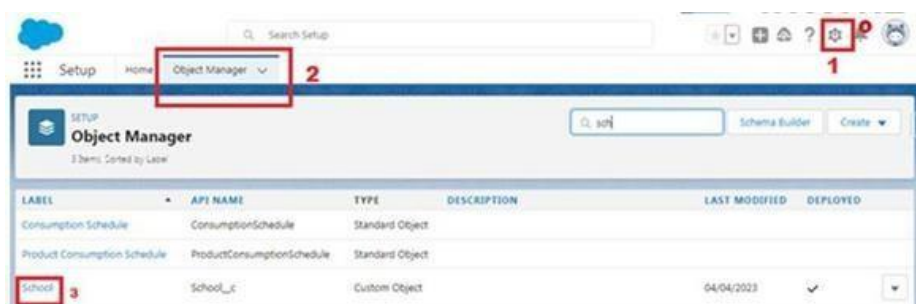 Search Setup
?
1
Setup Home Object Manager 2
SETUP
Object Manager
3 Items, Sorted by Label
sch
Schema Builder
Create
LABEL API NAME TYPE DESCRIPTION LAST MODIFIED DEPLOYED
Consumption Schedule ConsumptionSchedule Standard Object
Product Consumption Schedule ProductConsumptionSchedule Standard Object
School 3 School__c Custom Object 04/04/2023